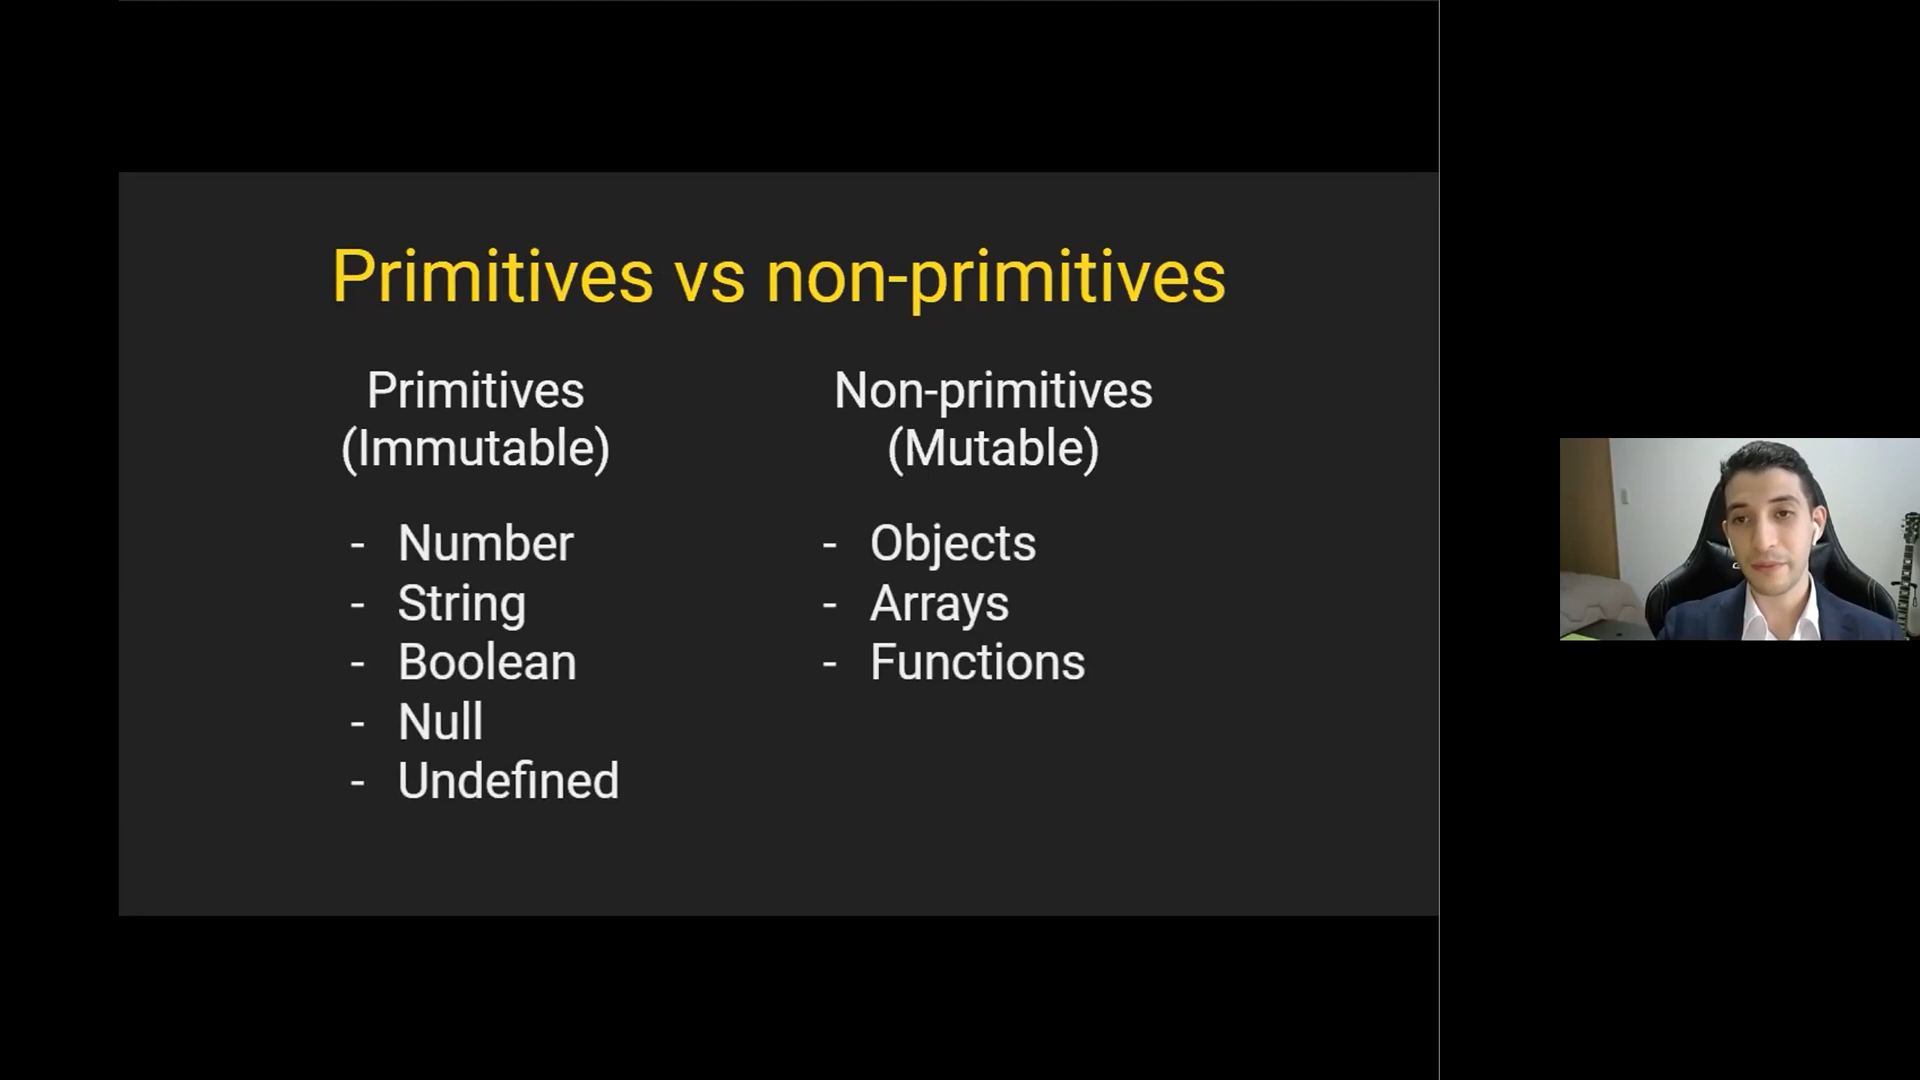 Primitives vs non-primitives
Primitives
(Immutable)
- Number
- String
- Boolean
- Null
- Undefined
Non-primitives
(Mutable)
- Objects
- Arrays
- Functions